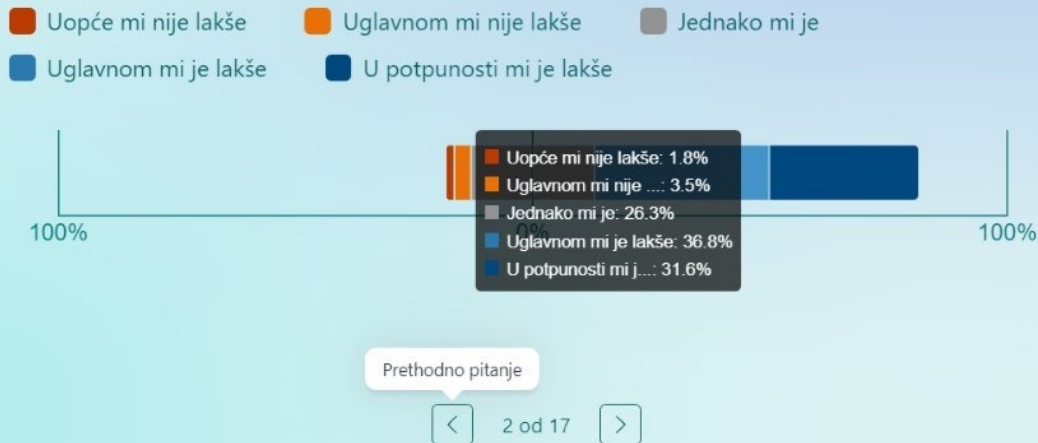 Uopće mi nije lakše Uglavnom mi nije lakše Jednako mi je
Uglavnom mi je lakše U potpunosti mi je lakše
Uopće mi nije lakše: 1.8%
Uglavnom mi nije ...: 3.5%
Jednako mi je: 26.3%
100% 0% 100%
Uglavnom mi je lakše: 36.8%
U potpunosti mi j...: 31.6%
Prethodno pitanje
< 2 od 17 >